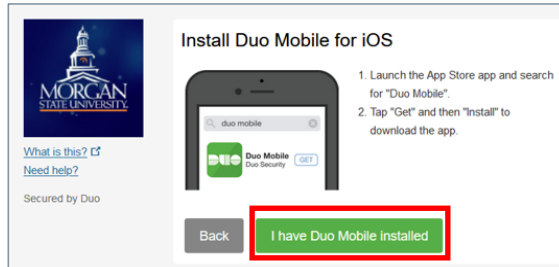 MORGAN
STATE UNIVERSITY.
What is this?
Need help?
Secured by Duo
Install Duo Mobile for iOS
duo mobile
DUO
Duo Mobile
Duo Security
GET
1. Launch the App Store app and search
for "Duo Mobile".
2. Tap "Get" and then "Install" to
download the app.
Back
I have Duo Mobile installed